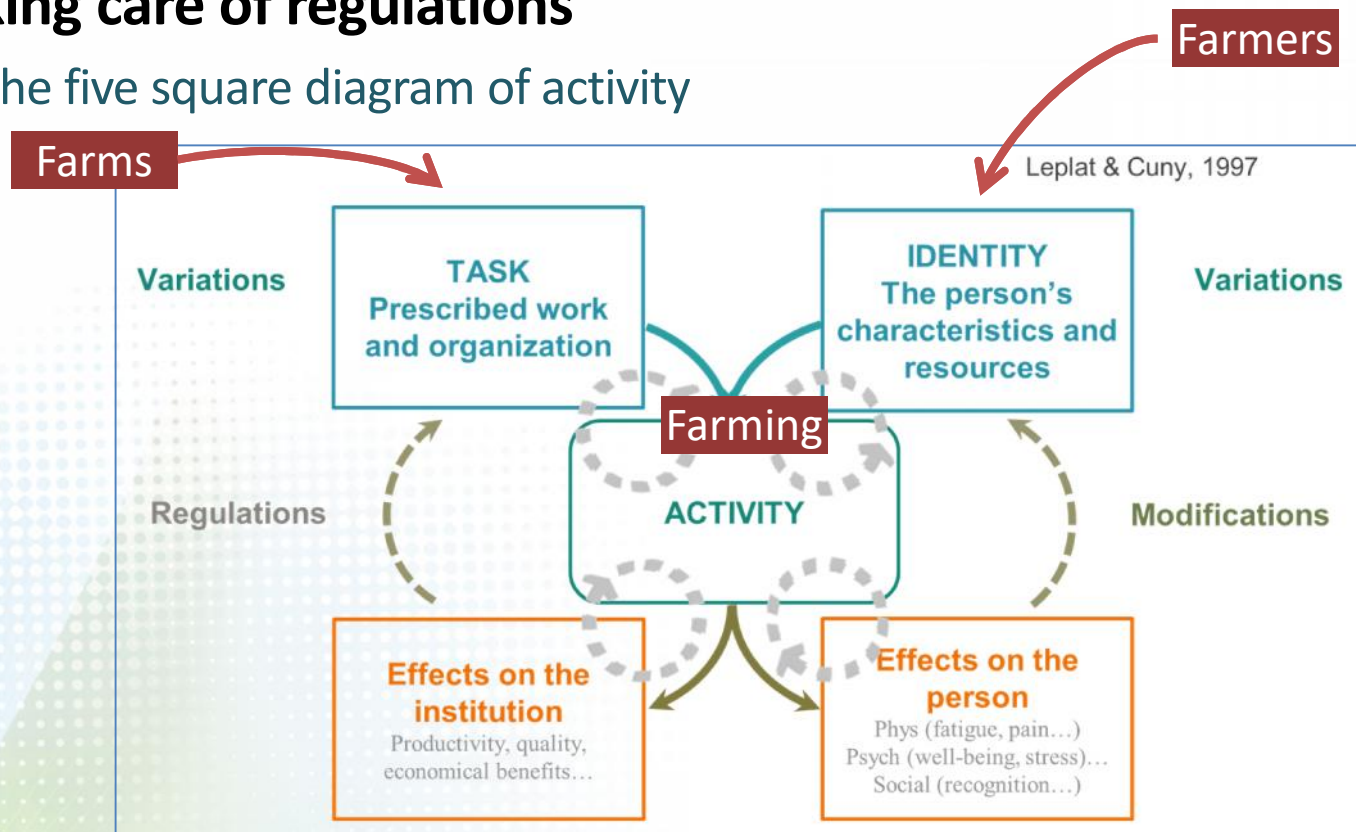 ing care of regulations
he five square diagram of activity
Farmers
Farms
Leplat & Cuny, 1997
Variations
TASK
Prescribed work
and organization
IDENTITY
The person's
characteristics and
resources
Variations
Farming
Regulations
ACTIVITY
Modifications
Effects on the
institution
Productivity, quality,
economical benefits…
Effects on the
person
Phys (fatigue, pain…)
Psych (well-being, stress)…
Social (recognition…)